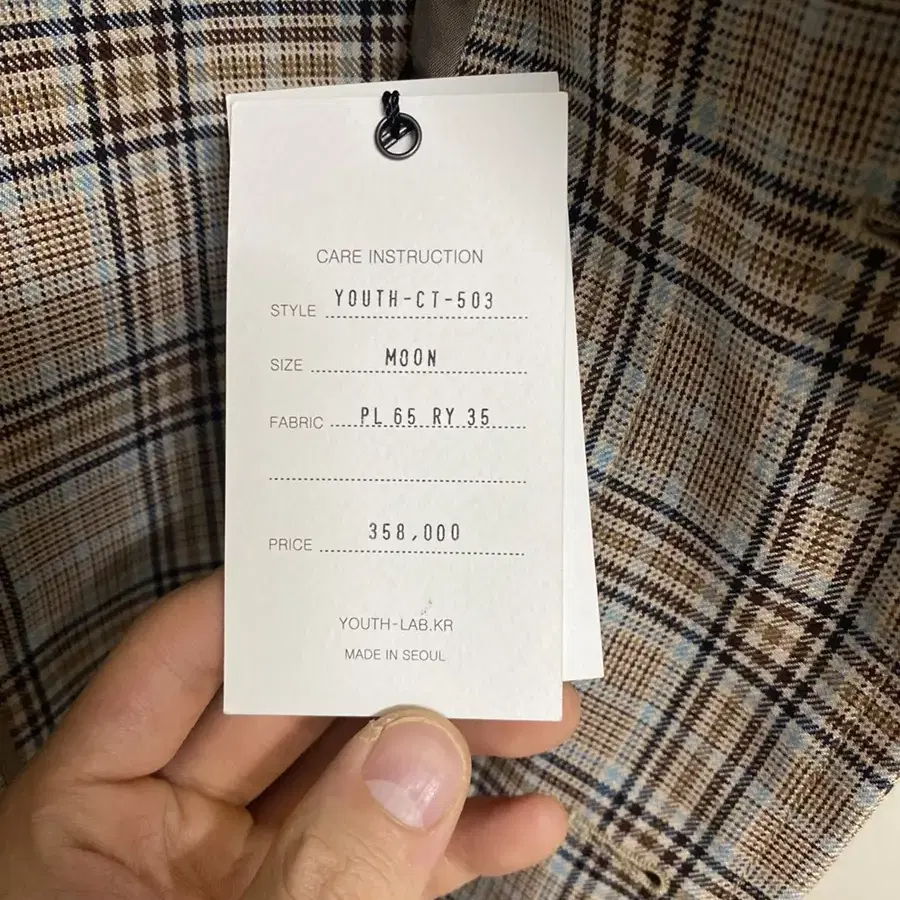 CARE INSTRUCTION
STYLE YOUTH-CT-503
SIZE MOON
FABRIC PL 65 RY 35
PRICE 358,000
YOUTH-LAB.KR
MADE IN SEOUL